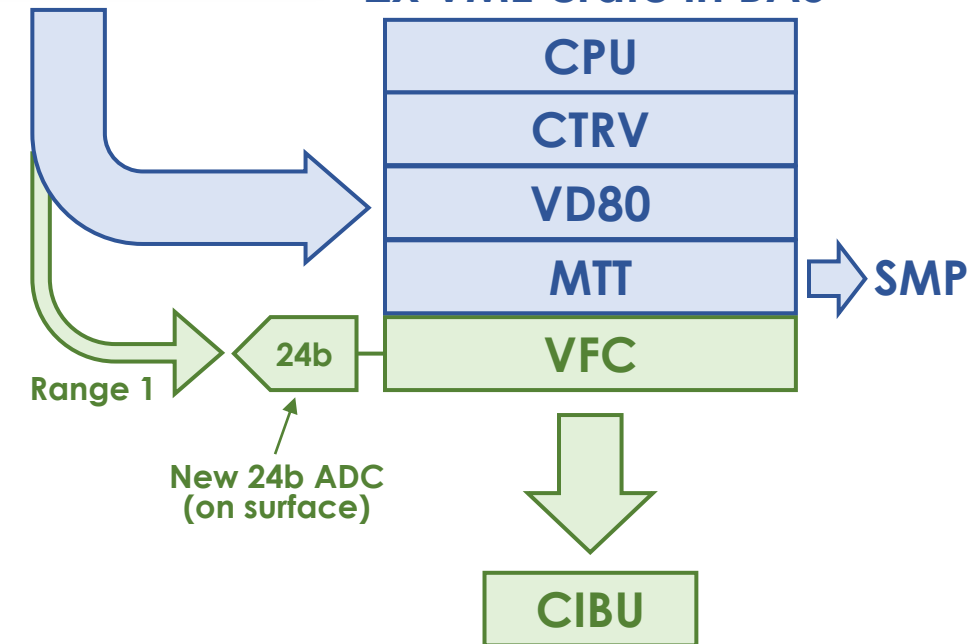 CPU
CTRV
VD80
MTT
SMP
24b
VFC
Range 1
New 24b ADC
(on surface)
CIBU